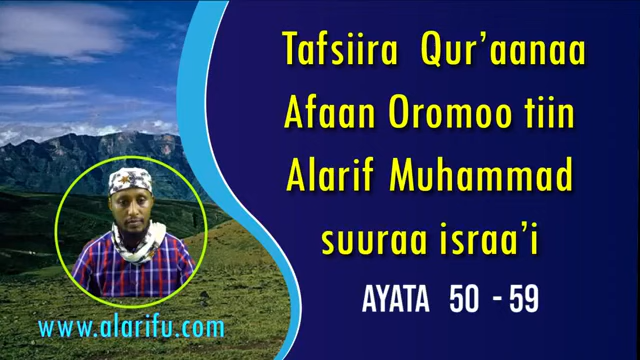 Tafsiira Qur'aanaa
Afaan Oromoo tiin
Alarif Muhammad
suuraa israa'i
AYATA 50 - 59
www.alarifu.com